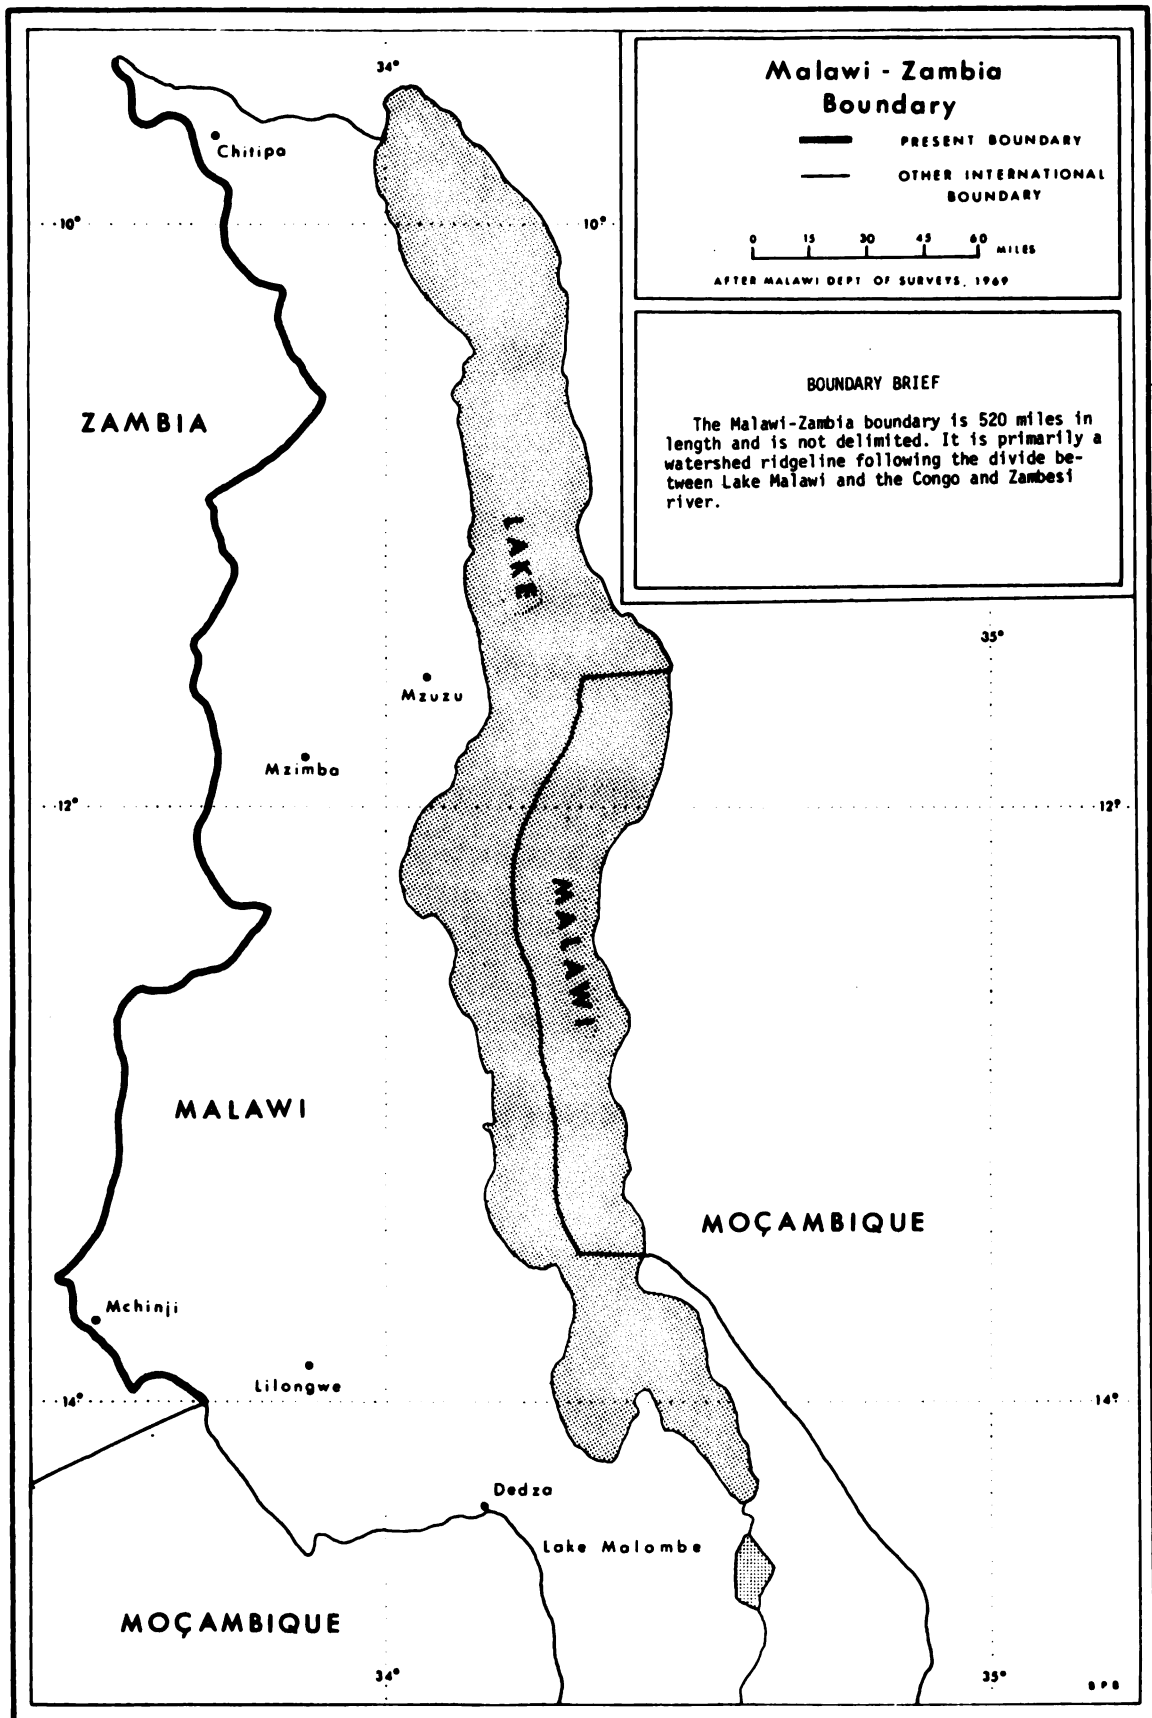 Malawi - Zambia
Boundary
PRESENT BOUNDARY
OTHER INTERNATIONAL
BOUNDARY
0 15 30 45 60 MILES
AFTER MALAWI DEPT OF SURVEYS, 1969
BOUNDARY BRIEF
The Malawi-Zambia boundary is 520 miles in
length and is not delimited. It is primarily a
watershed ridgeline following the divide be-
tween Lake Malawi and the Congo and Zambesi
river.
34°
Chitipa
10° 10°
ZAMBIA
LAKE
35°
Mzuzu
Mzimba
12° 12°
MALAWI
MALAWI
MOÇAMBIQUE
Mchinji
Lilongwe
14° 14°
Dedza
Lake Malombe
MOÇAMBIQUE
34° 35°
BPB